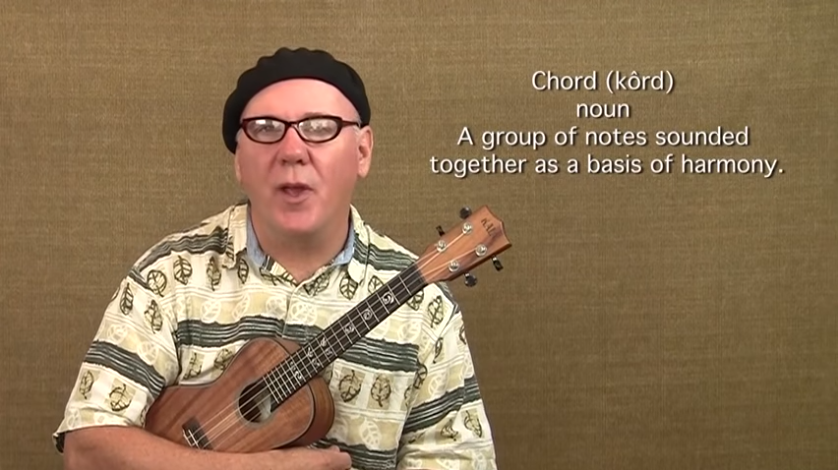 Chord (kôrd)
noun
A group of notes sounded
together as a basis of harmony.